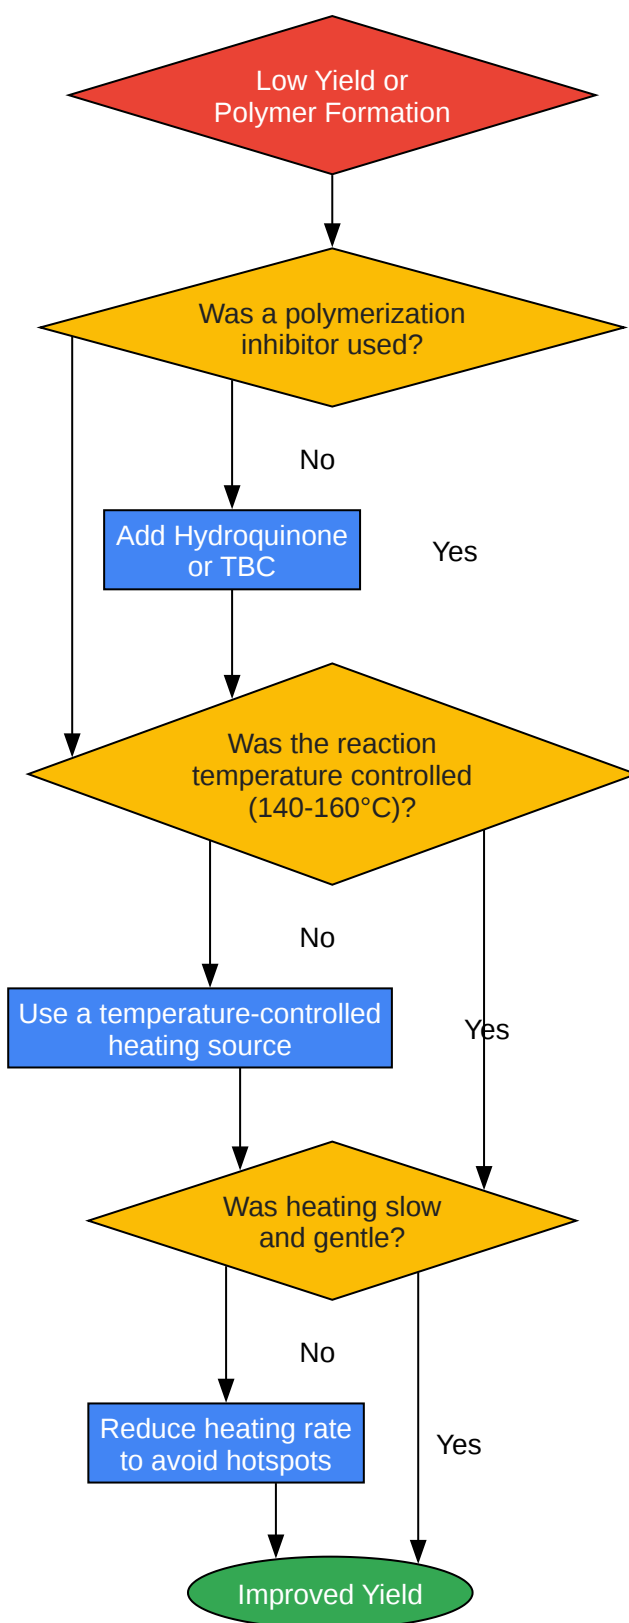 Low Yield or
Polymer Formation
Was a polymerization
inhibitor used?
No
Add Hydroquinone
or TBC
Yes
Was the reaction
temperature controlled
(140-160°C)?
No
Use a temperature-controlled
heating source
Yes
Was heating slow
and gentle?
No
Reduce heating rate
to avoid hotspots
Yes
Improved Yield